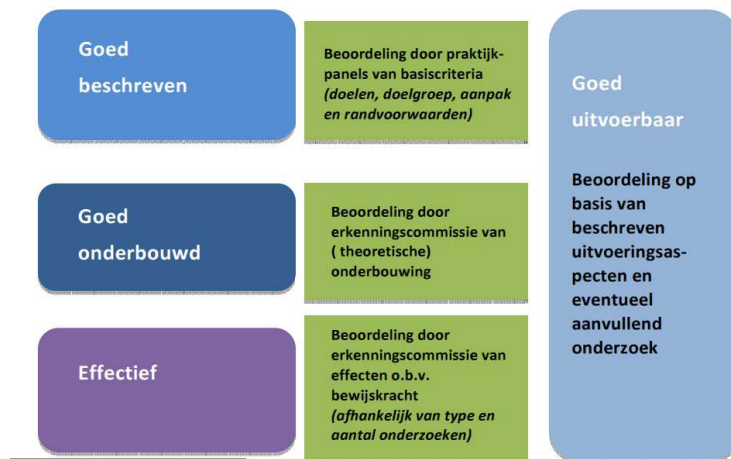 Goed
beschreven
Beoordeling door praktijk-
panels van basiscriteria
(doelen, doelgroep, aanpak
en randvoorwaarden)
Goed
onderbouwd
Beoordeling door
erkenningscommissie van
( theoretische)
onderbouwing
Effectief
Beoordeling door
erkenningscommissie van
effecten o.b.v.
bewijskracht
(afhankelijk van type en
aantal onderzoeken)
Goed
uitvoerbaar
Beoordeling op
basis van
beschreven
uitvoeringsas-
pecten en
eventueel
aanvullend
onderzoek